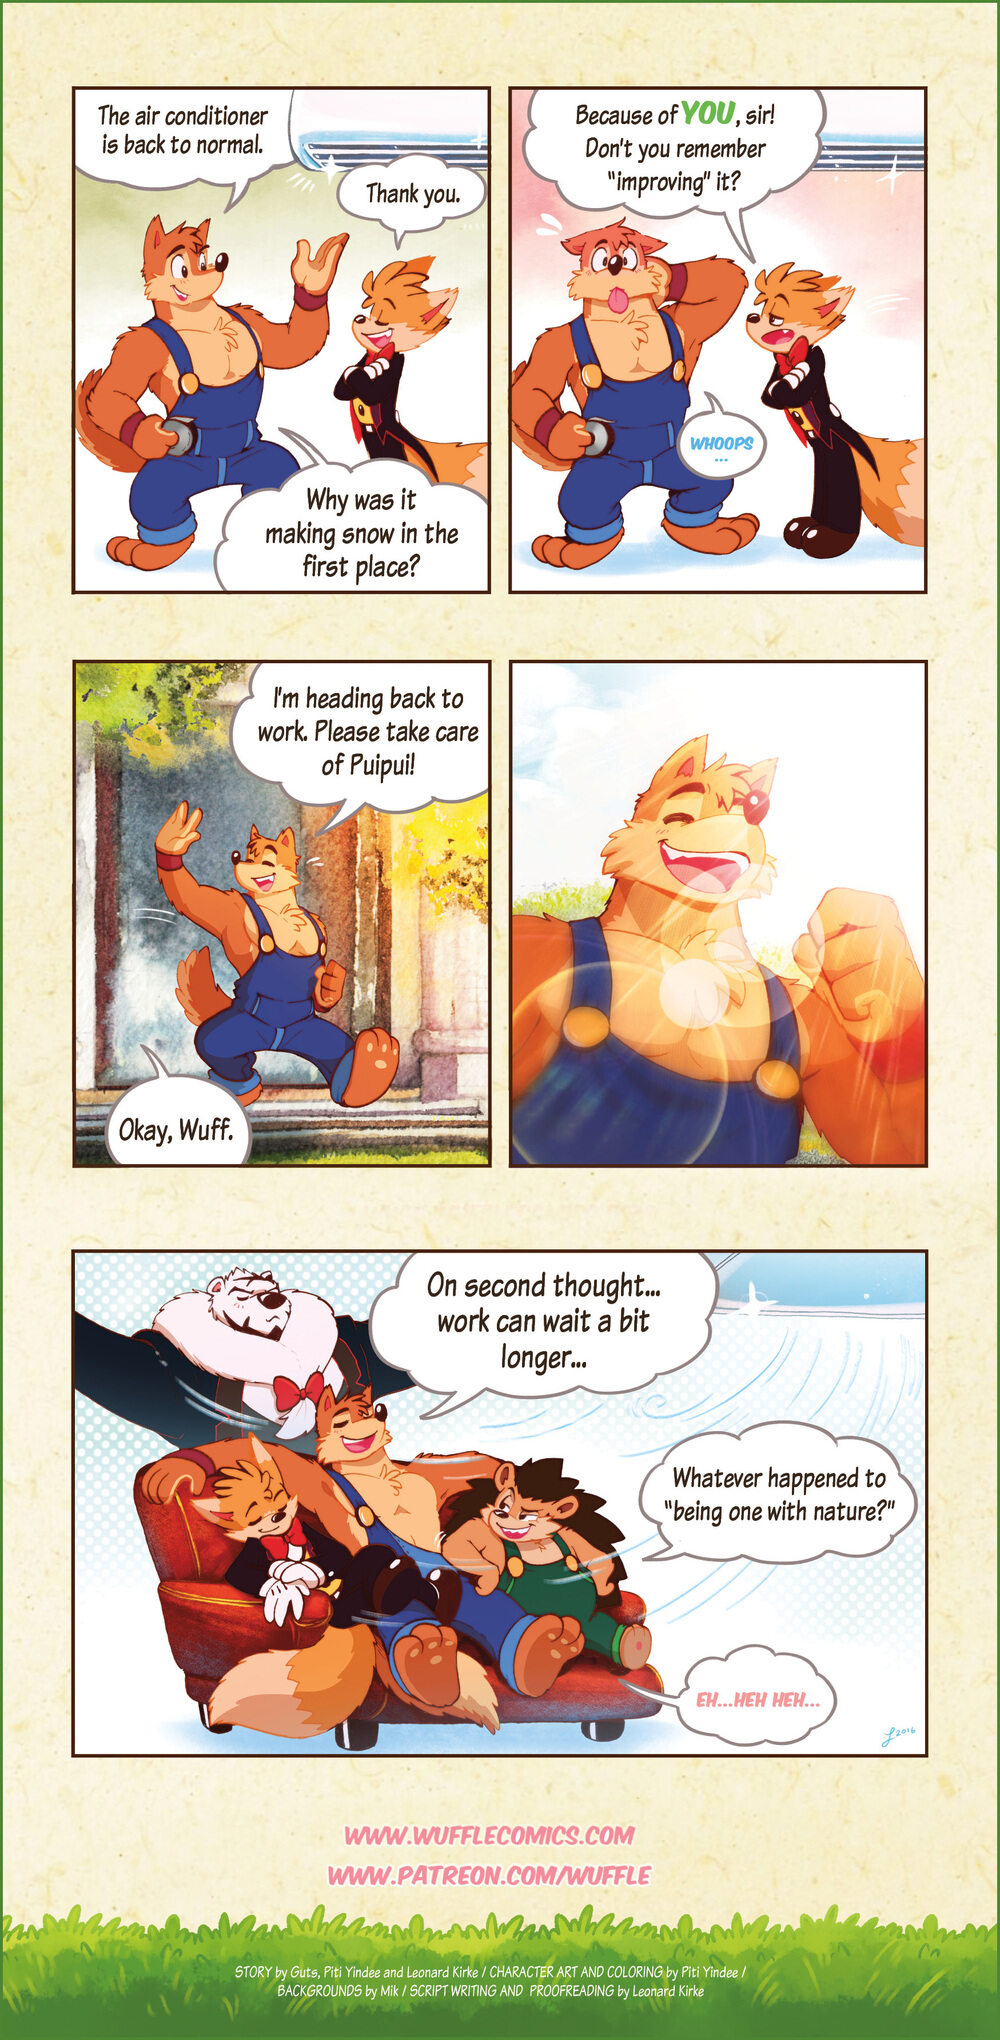 The air conditioner
is back to normal.
Thank you.
Why was it
making snow in the
first place?
Because of YOU, sir!
Don't you remember
"improving" it?
WHOOPS
...
I'm heading back to
work. Please take care
of Puipui!
Okay, Wuff.
On second thought...
work can wait a bit
longer...
Whatever happened to
"being one with nature?"
EH...HEH HEH...
2016
WWW.WUFFLECOMICS.COM
WWW.PATREON.COM/WUFFLE
STORY by Guts, Piti Yindee and Leonard Kirke / CHARACTER ART AND COLORING by Piti Yindee /
BACKGROUNDS by Mik / SCRIPT WRITING AND PROOFREADING by Leonard Kirke